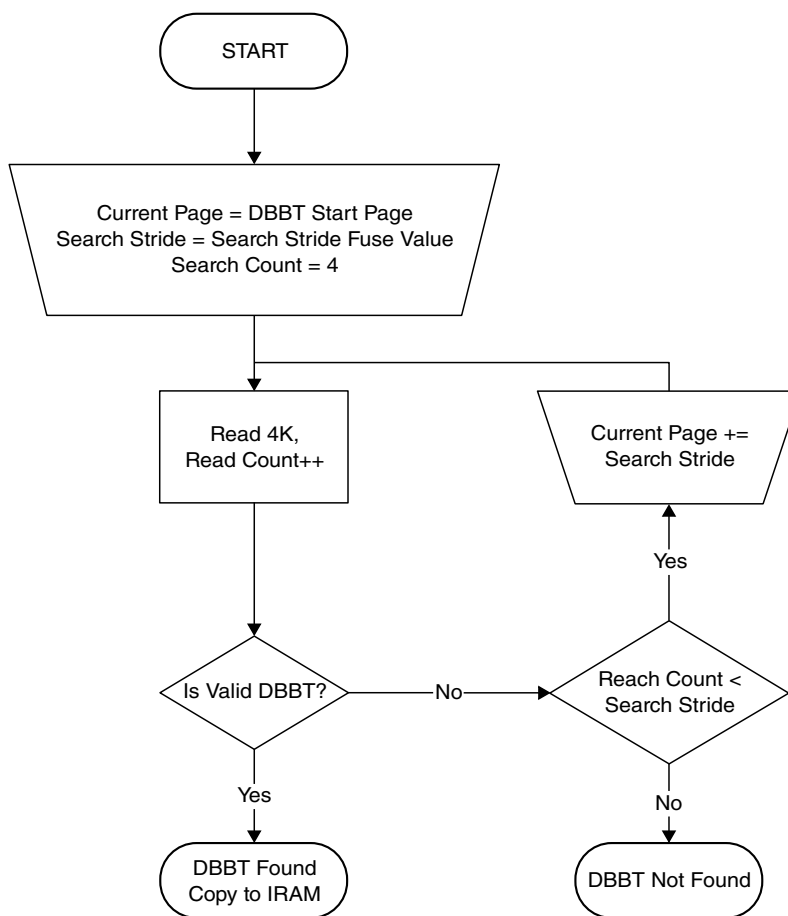 START
Current Page = DBBT Start Page
Search Stride = Search Stride Fuse Value
Search Count = 4
Read 4K,
Read Count++
Current Page +=
Search Stride
Yes
Is Valid DBBT?
No
Reach Count <
Search Stride
Yes
No
DBBT Found
Copy to IRAM
DBBT Not Found